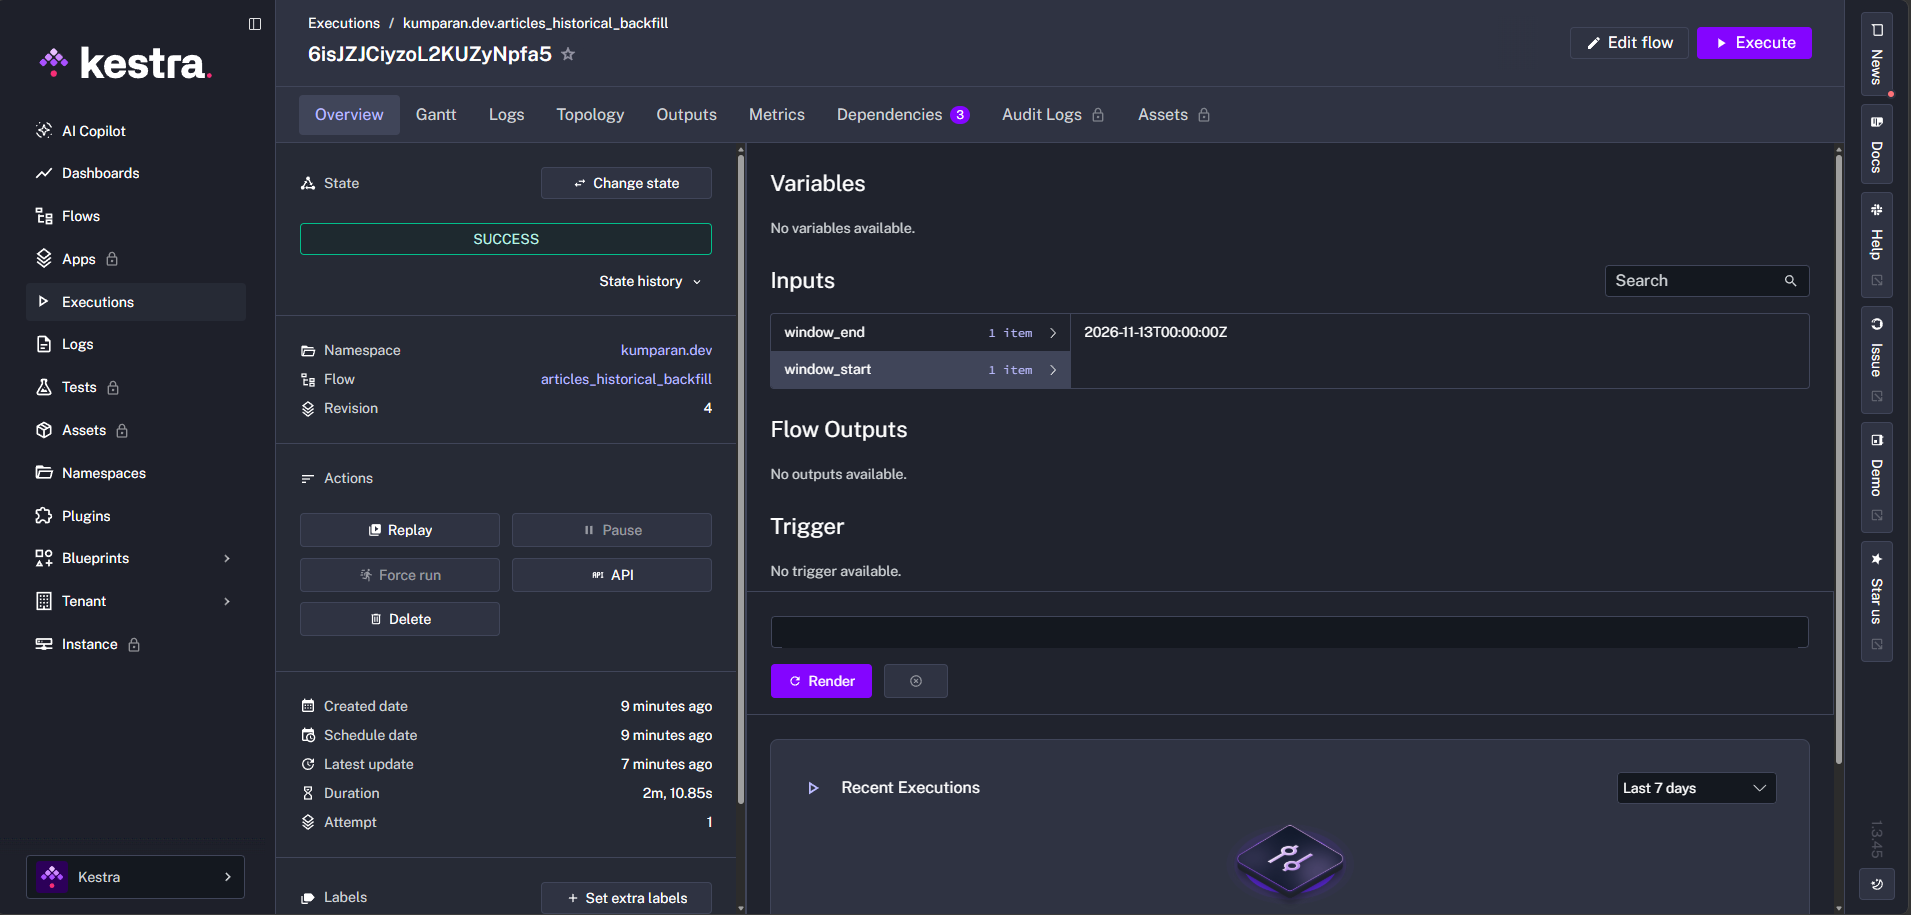 kestra.
AI Copilot
Dashboards
Flows
Apps
Executions
Logs
Tests
Assets
Namespaces
Plugins
Blueprints
Tenant
Instance
Kestra
Executions / kumparan.dev.articles_historical_backfill
6isJZJCiyzoL2KUZyNpfa5
Edit flow
Execute
Overview Gantt Logs Topology Outputs Metrics Dependencies 3 Audit Logs Assets
State
Change state
SUCCESS
State history
Namespace kumparan.dev
Flow articles_historical_backfill
Revision 4
Actions
Replay
Pause
Force run
API API
Delete
Created date 9 minutes ago
Schedule date 9 minutes ago
Latest update 7 minutes ago
Duration 2m, 10.85s
Attempt 1
Labels
+ Set extra labels
Variables
No variables available.
Inputs
Search
window_end 1 item
2026-11-13T00:00:00Z
window_start 1 item
Flow Outputs
No outputs available.
Trigger
No trigger available.
Render
Recent Executions
Last 7 days
News
Docs
Help
Issue
Demo
Star us
1.3.45